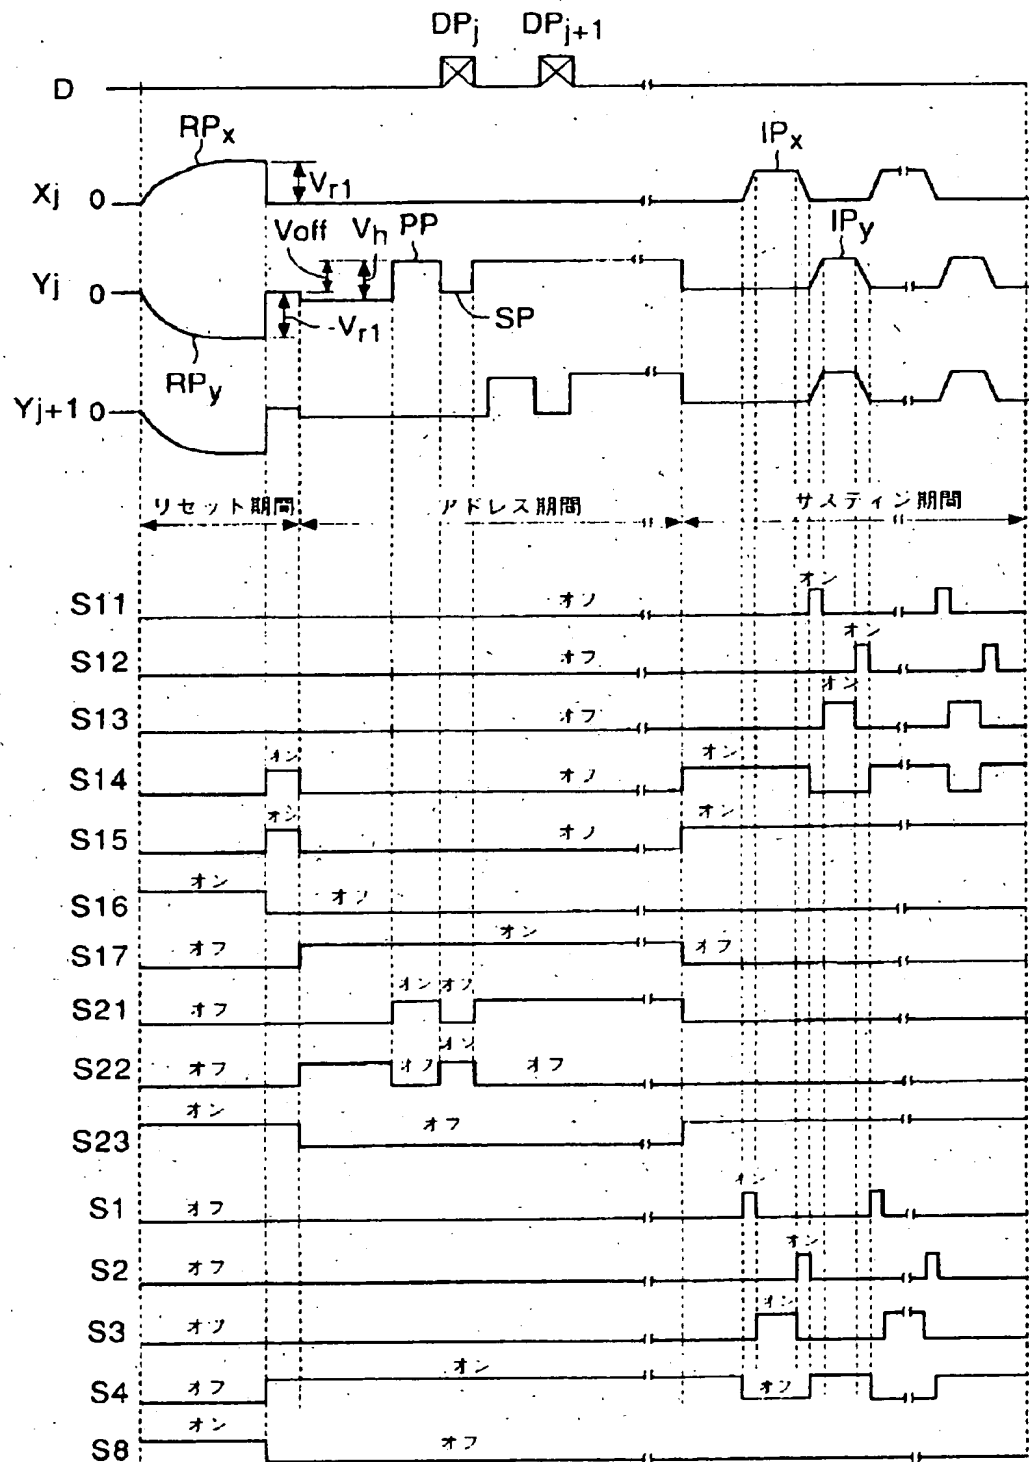 DPj DPj+1
D
RPx IPx
Vr1
Xj 0
Voff Vh PP IPy
Yj 0
SP
-Vr1
RPy
Yj+1 0
リセット期間 アドレス期間 サスティン期間
オン
S11 オフ
オン
S12 オフ
オン
S13 オフ
オン オン
S14 オフ
オン オン
S15 オフ
オン
S16 オフ
オン
S17 オフ オフ
オン オフ
S21 オフ
オン
S22 オフ オフ オフ
オン
S23 オフ
オン
S1 オフ
オン
S2 オフ
オン
S3 オフ
オン
S4 オフ オフ
オン
S8 オフ